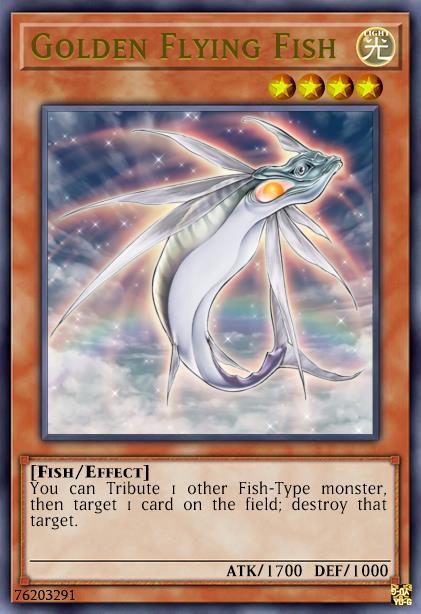 GOLDEN FLYING FISH
LIGHT
光
[FISH/EFFECT]
You can Tribute 1 other Fish-Type monster,
then target 1 card on the field; destroy that
target.
ATK/1700 DEF/1000
76203291